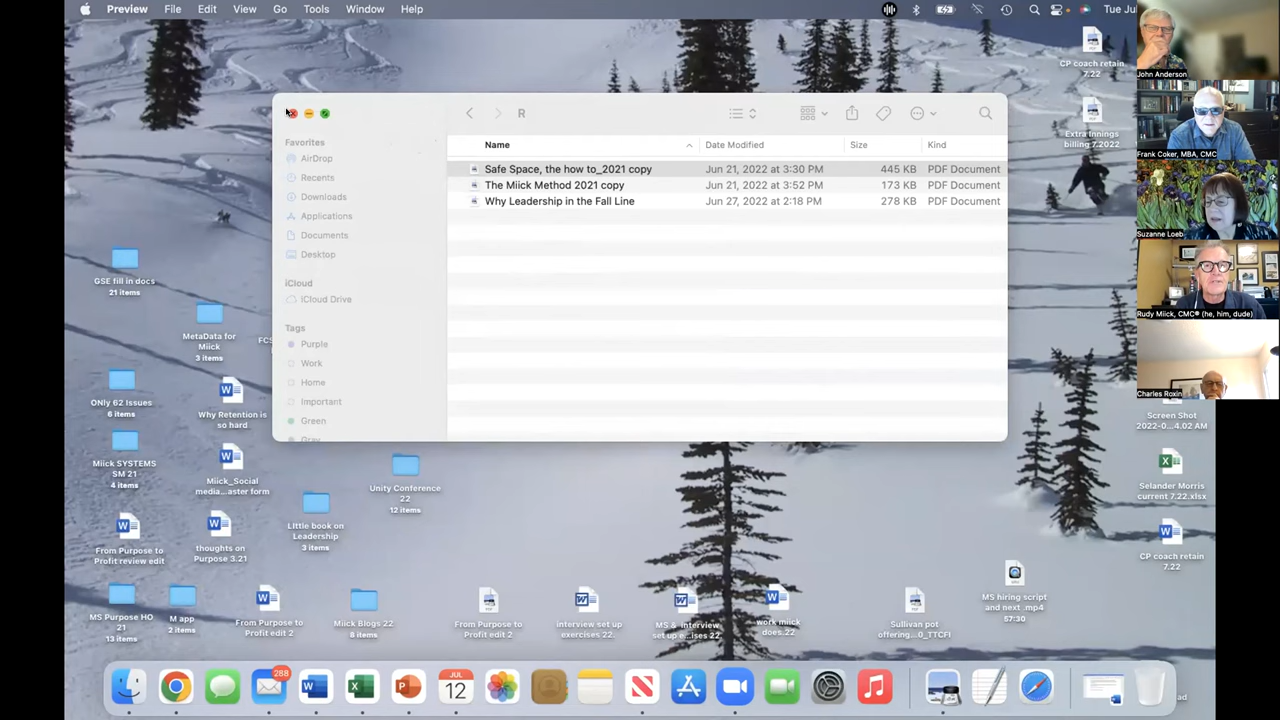 Preview File Edit View Go Tools Window Help
Tue Jul
R
Name Date Modified Size Kind
Safe Space, the how to_2021 copy Jun 21, 2022 at 3:30 PM 445 KB PDF Document
The Miick Method 2021 copy Jun 21, 2022 at 3:52 PM 173 KB PDF Document
Why Leadership in the Fall Line Jun 27, 2022 at 2:18 PM 278 KB PDF Document
Favorites
AirDrop
Recents
Downloads
Applications
Documents
Desktop
iCloud
iCloud Drive
Tags
Purple
Work
Home
Important
Green
Gray
CP coach retain
7.22
Extra Innings
billing 7.2022
John Anderson
Frank Coker, MBA, CMC
Suzanne Loeb
Rudy Miick, CMC® (he, him, dude)
Charles Roxin
GSE fill in docs
21 items
MetaData for
Miick
3 items
FCS
ONly 62 Issues
6 items
Why Retention is
so hard
Miick SYSTEMS
SM 21
4 items
Miick_Social
media,...aster form
Unity Conference
22
12 items
LIttle book on
Leadership
3 items
From Purpose to
Profit review edit
thoughts on
Purpose 3.21
Screen Shot
2022-0...4.02 AM
Selander Morris
current 7.22.xlsx
CP coach retain
7.22
MS hiring script
and next .mp4
57:30
MS Purpose HO
21
13 items
M app
2 items
From Purpose to
Profit edit 2
Miick Blogs 22
8 items
From Purpose to
Profit edit 2
interview set up
exercises 22.
MS & interview
set up e...ises 22
work miick
does.22
Sullivan pot
offering..._TTCFI
288
JUL
12
ad